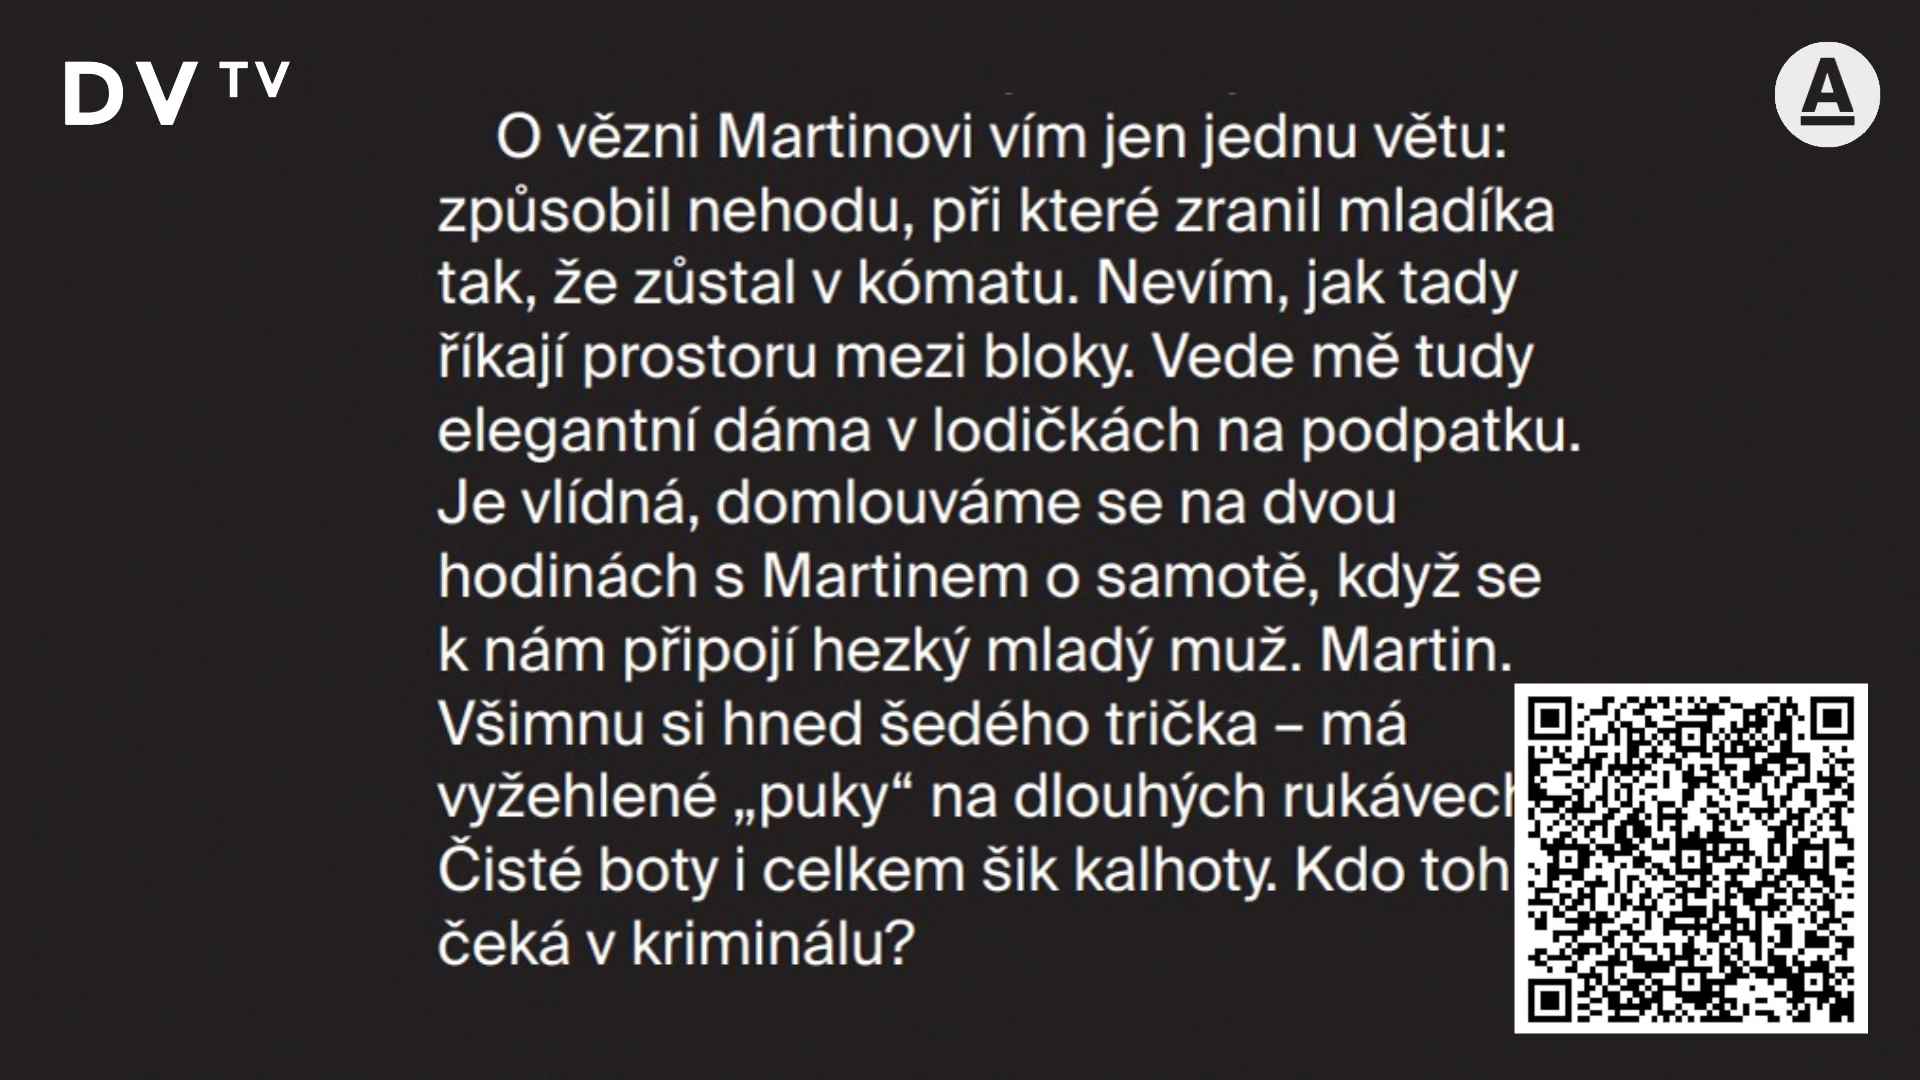 DVTV
A
O vězni Martinovi vím jen jednu větu:
způsobil nehodu, při které zranil mladíka
tak, že zůstal v kómatu. Nevím, jak tady
říkají prostoru mezi bloky. Vede mě tudy
elegantní dáma v lodičkách na podpatku.
Je vlídná, domlouváme se na dvou
hodinách s Martinem o samotě, když se
k nám připojí hezký mladý muž. Martin.
Všimnu si hned šedého trička – má
vyžehlené „puky“ na dlouhých rukávech
Čisté boty i celkem šik kalhoty. Kdo toh
čeká v kriminálu?